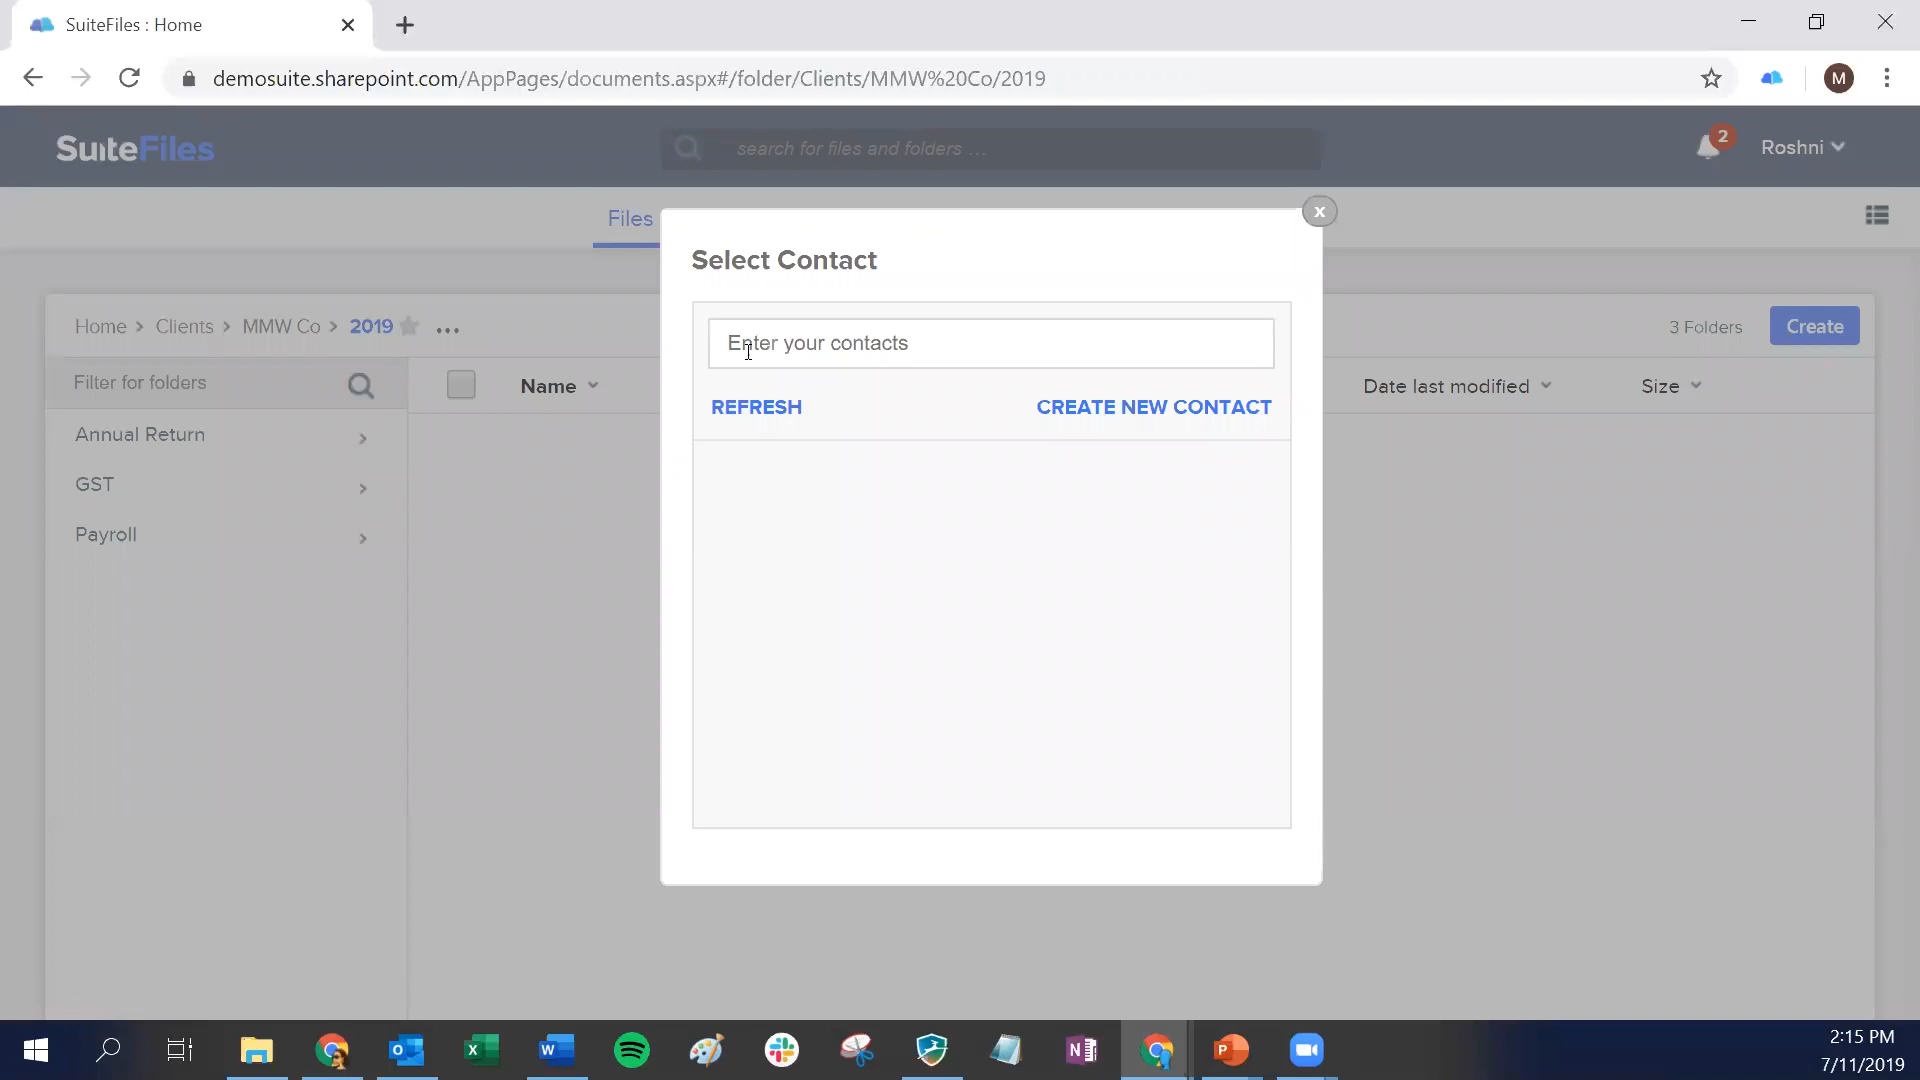 SuiteFiles : Home
demosuite.sharepoint.com/AppPages/documents.aspx#/folder/Clients/MMW%20Co/2019
M
SuiteFiles
search for files and folders ...
2
Roshni
Files
x
Select Contact
Home > Clients > MMW Co > 2019 ...
3 Folders
Create
Enter your contacts
Filter for folders
Name
Date last modified
Size
REFRESH
CREATE NEW CONTACT
Annual Return
GST
Payroll
2:15 PM
7/11/2019